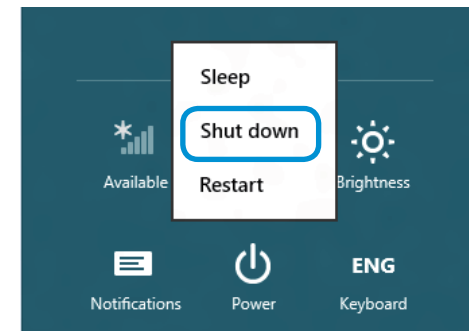 Sleep
Shut down
Restart
Available
Brightness
ENG
Notifications
Power
Keyboard